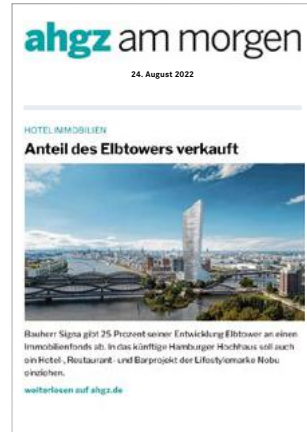 ahgz am morgen
24. August 2022
HOTELIMMOBILIEN
Anteil des Elbtowers verkauft
Bauherr Signa gibt 25 Prozent seiner Entwicklung Elbtower an einen
Immobilienfonds ab. In das künftige Hamburger Hochhaus soll auch
ein Hotel-, Restaurant- und Barprojekt der Lifestylemarke Nobu
einziehen.
weiterlesen auf ahgz.de